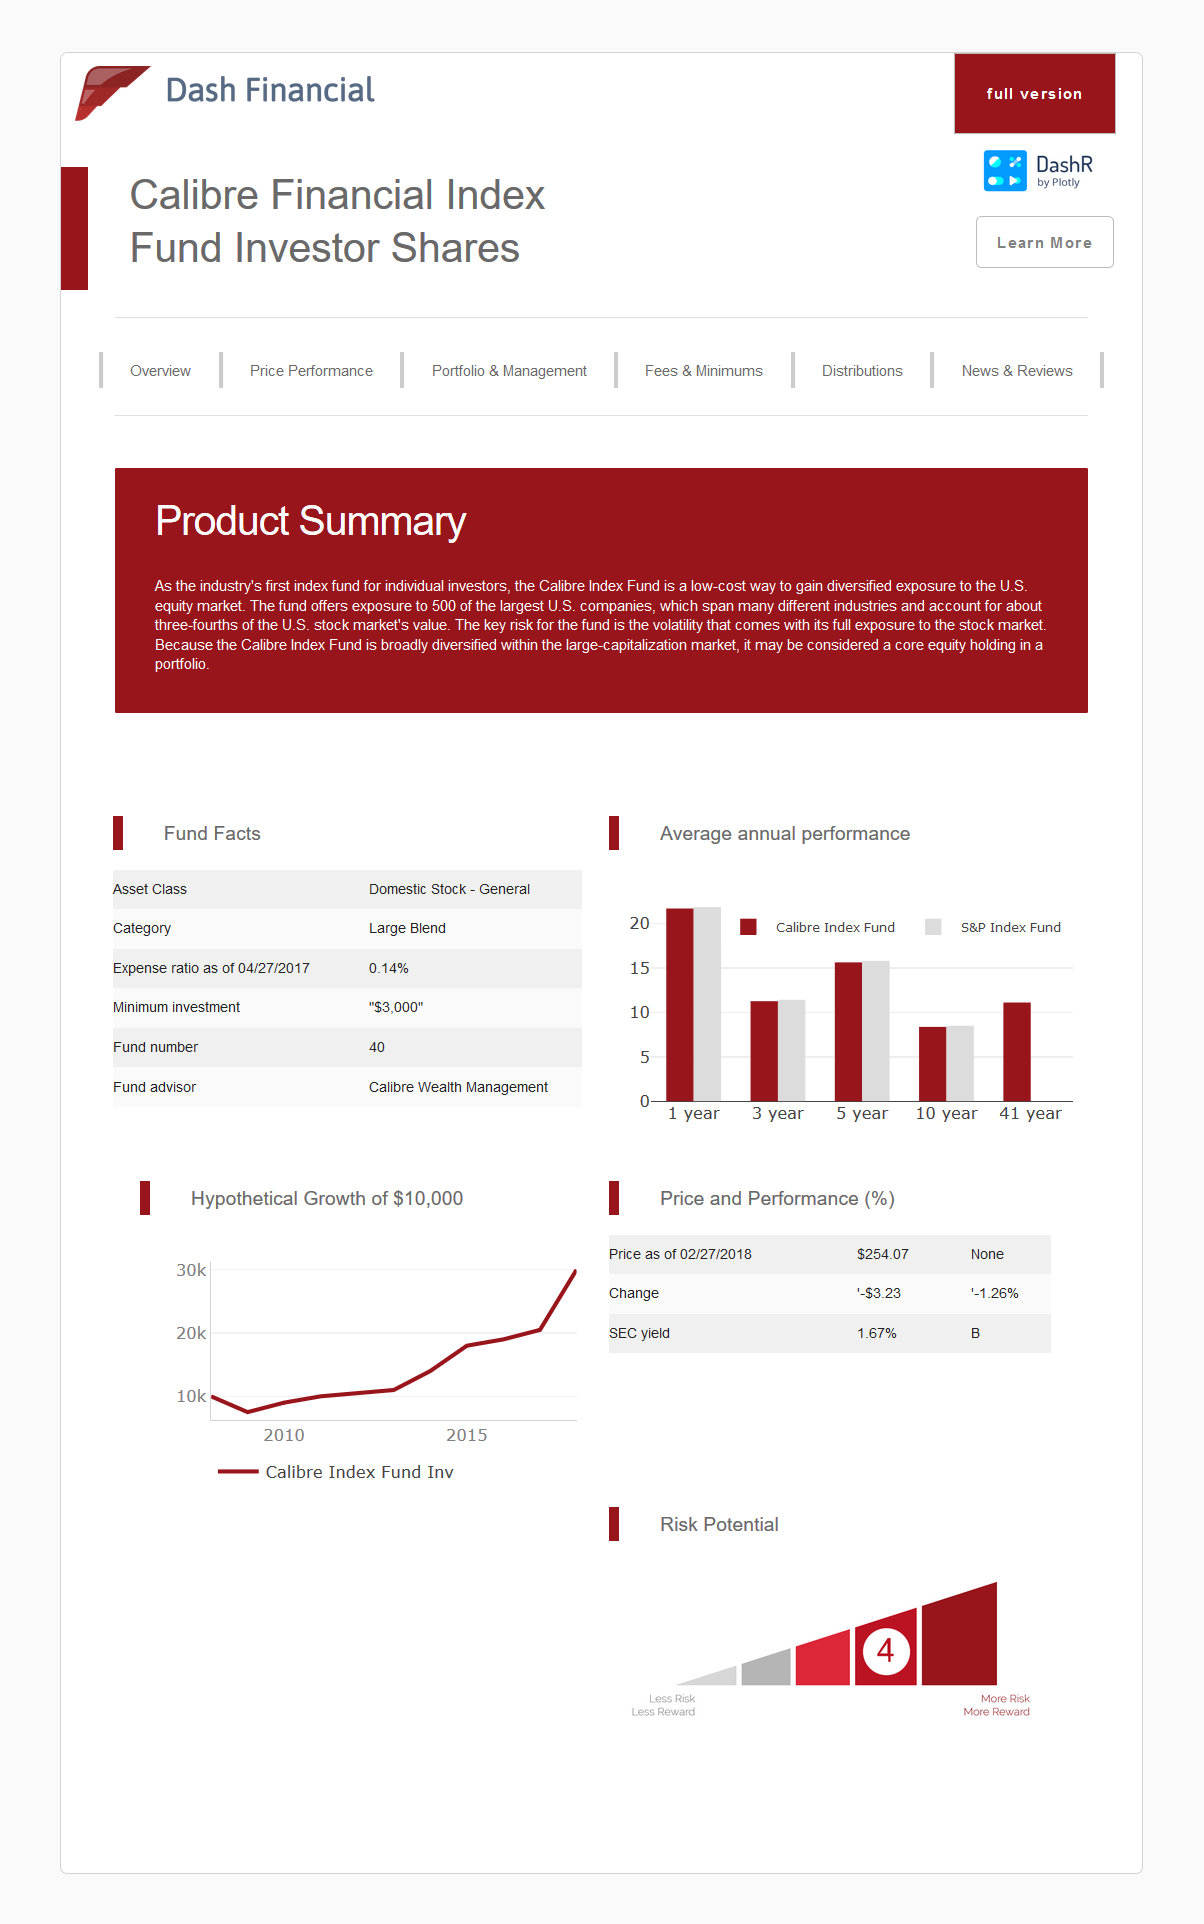 Dash Financial
full version
DashR
by Plotly
Calibre Financial Index
Fund Investor Shares
Learn More
Overview
Price Performance
Portfolio & Management
Fees & Minimums
Distributions
News & Reviews
Product Summary
As the industry's first index fund for individual investors, the Calibre Index Fund is a low-cost way to gain diversified exposure to the U.S.
equity market. The fund offers exposure to 500 of the largest U.S. companies, which span many different industries and account for about
three-fourths of the U.S. stock market's value. The key risk for the fund is the volatility that comes with its full exposure to the stock market.
Because the Calibre Index Fund is broadly diversified within the large-capitalization market, it may be considered a core equity holding in a
portfolio.
Fund Facts
Asset Class Domestic Stock - General
Category Large Blend
Expense ratio as of 04/27/2017 0.14%
Minimum investment "$3,000"
Fund number 40
Fund advisor Calibre Wealth Management
Average annual performance
Calibre Index Fund S&P Index Fund
20
15
10
5
0
1 year 3 year 5 year 10 year 41 year
Hypothetical Growth of $10,000
30k
20k
10k
2010 2015
Calibre Index Fund Inv
Price and Performance (%)
Price as of 02/27/2018 $254.07 None
Change '-$3.23 '-1.26%
SEC yield 1.67% B
Risk Potential
4
Less Risk
Less Reward
More Risk
More Reward